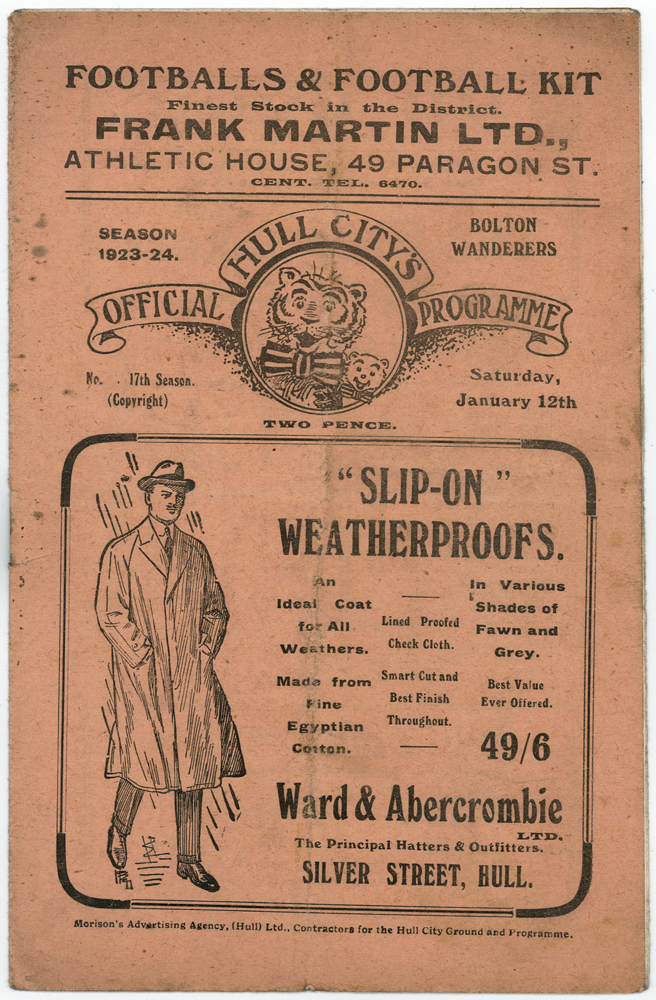 FOOTBALLS & FOOTBALL KIT
Finest Stock in the District.
FRANK MARTIN LTD.,
ATHLETIC HOUSE, 49 PARAGON ST.
CENT. TEL. 6470.
SEASON
1923-24.
HULL CITY'S
OFFICIAL PROGRAMME
BOLTON
WANDERERS
No. . 17th Season.
(Copyright)
Saturday,
January 12th
TWO PENCE.
"SLIP-ON"
WEATHERPROOFS.
An
Ideal Coat
for All
Weathers.
Made from
Fine
Egyptian
Cotton.
Lined Proofed
Check Cloth.
Smart Cut and
Best Finish
Throughout.
In Various
Shades of
Fawn and
Grey.
Best Value
Ever Offered.
49/6
Ward & Abercrombie
LTD.
The Principal Hatters & Outfitters.
SILVER STREET, HULL.
Morison's Advertising Agency, (Hull) Ltd., Contractors for the Hull City Ground and Programme.